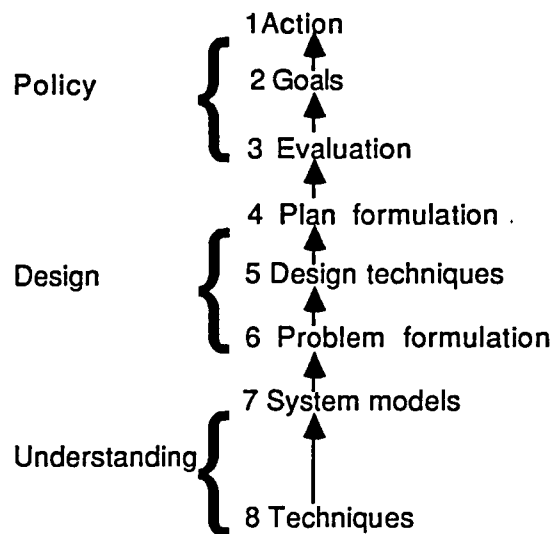 1 Action
Policy
2 Goals
3 Evaluation
4 Plan formulation .
Design
5 Design techniques
6 Problem formulation
7 System models
Understanding
8 Techniques